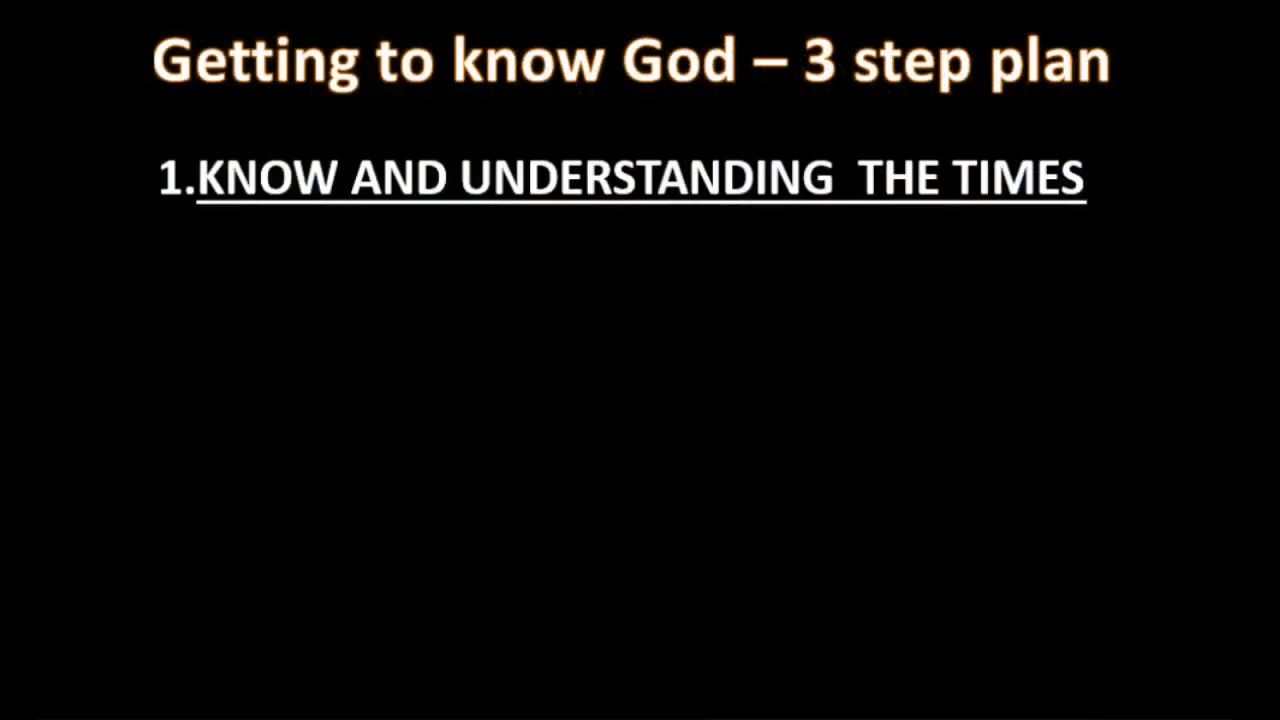 Getting to know God – 3 step plan
1.KNOW AND UNDERSTANDING  THE TIMES